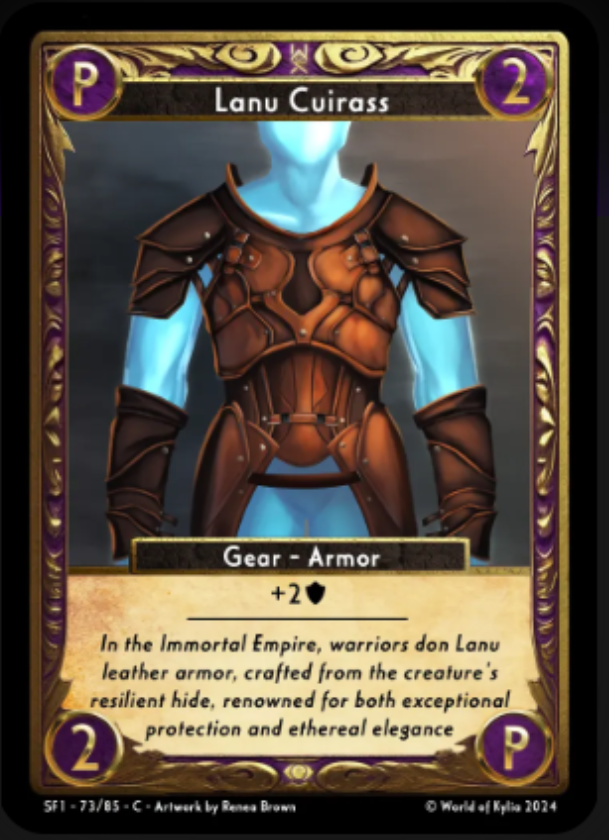 P
2
Lanu Cuirass
Gear - Armor
+2
In the Immortal Empire, warriors don Lanu
leather armor, crafted from the creature's
resilient hide, renowned for both exceptional
protection and ethereal elegance
2
P
SF1 - 73/85 - C - Artwork by Renea Brown
© World of Kylia 2024